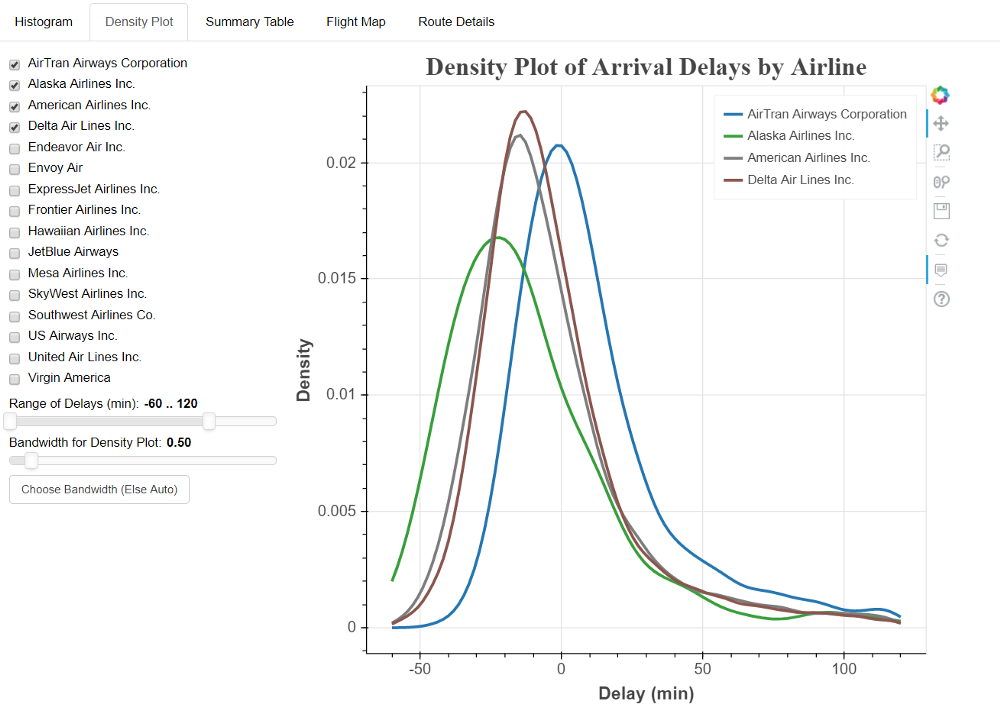 Histogram
Density Plot
Summary Table
Flight Map
Route Details
AirTran Airways Corporation
Alaska Airlines Inc.
American Airlines Inc.
Delta Air Lines Inc.
Endeavor Air Inc.
Envoy Air
ExpressJet Airlines Inc.
Frontier Airlines Inc.
Hawaiian Airlines Inc.
JetBlue Airways
Mesa Airlines Inc.
SkyWest Airlines Inc.
Southwest Airlines Co.
US Airways Inc.
United Air Lines Inc.
Virgin America
Range of Delays (min): -60 .. 120
Bandwidth for Density Plot: 0.50
Choose Bandwidth (Else Auto)
Density Plot of Arrival Delays by Airline
AirTran Airways Corporation
Alaska Airlines Inc.
American Airlines Inc.
Delta Air Lines Inc.
Density
0.02
0.015
0.01
0.005
0
-50
0
50
100
Delay (min)